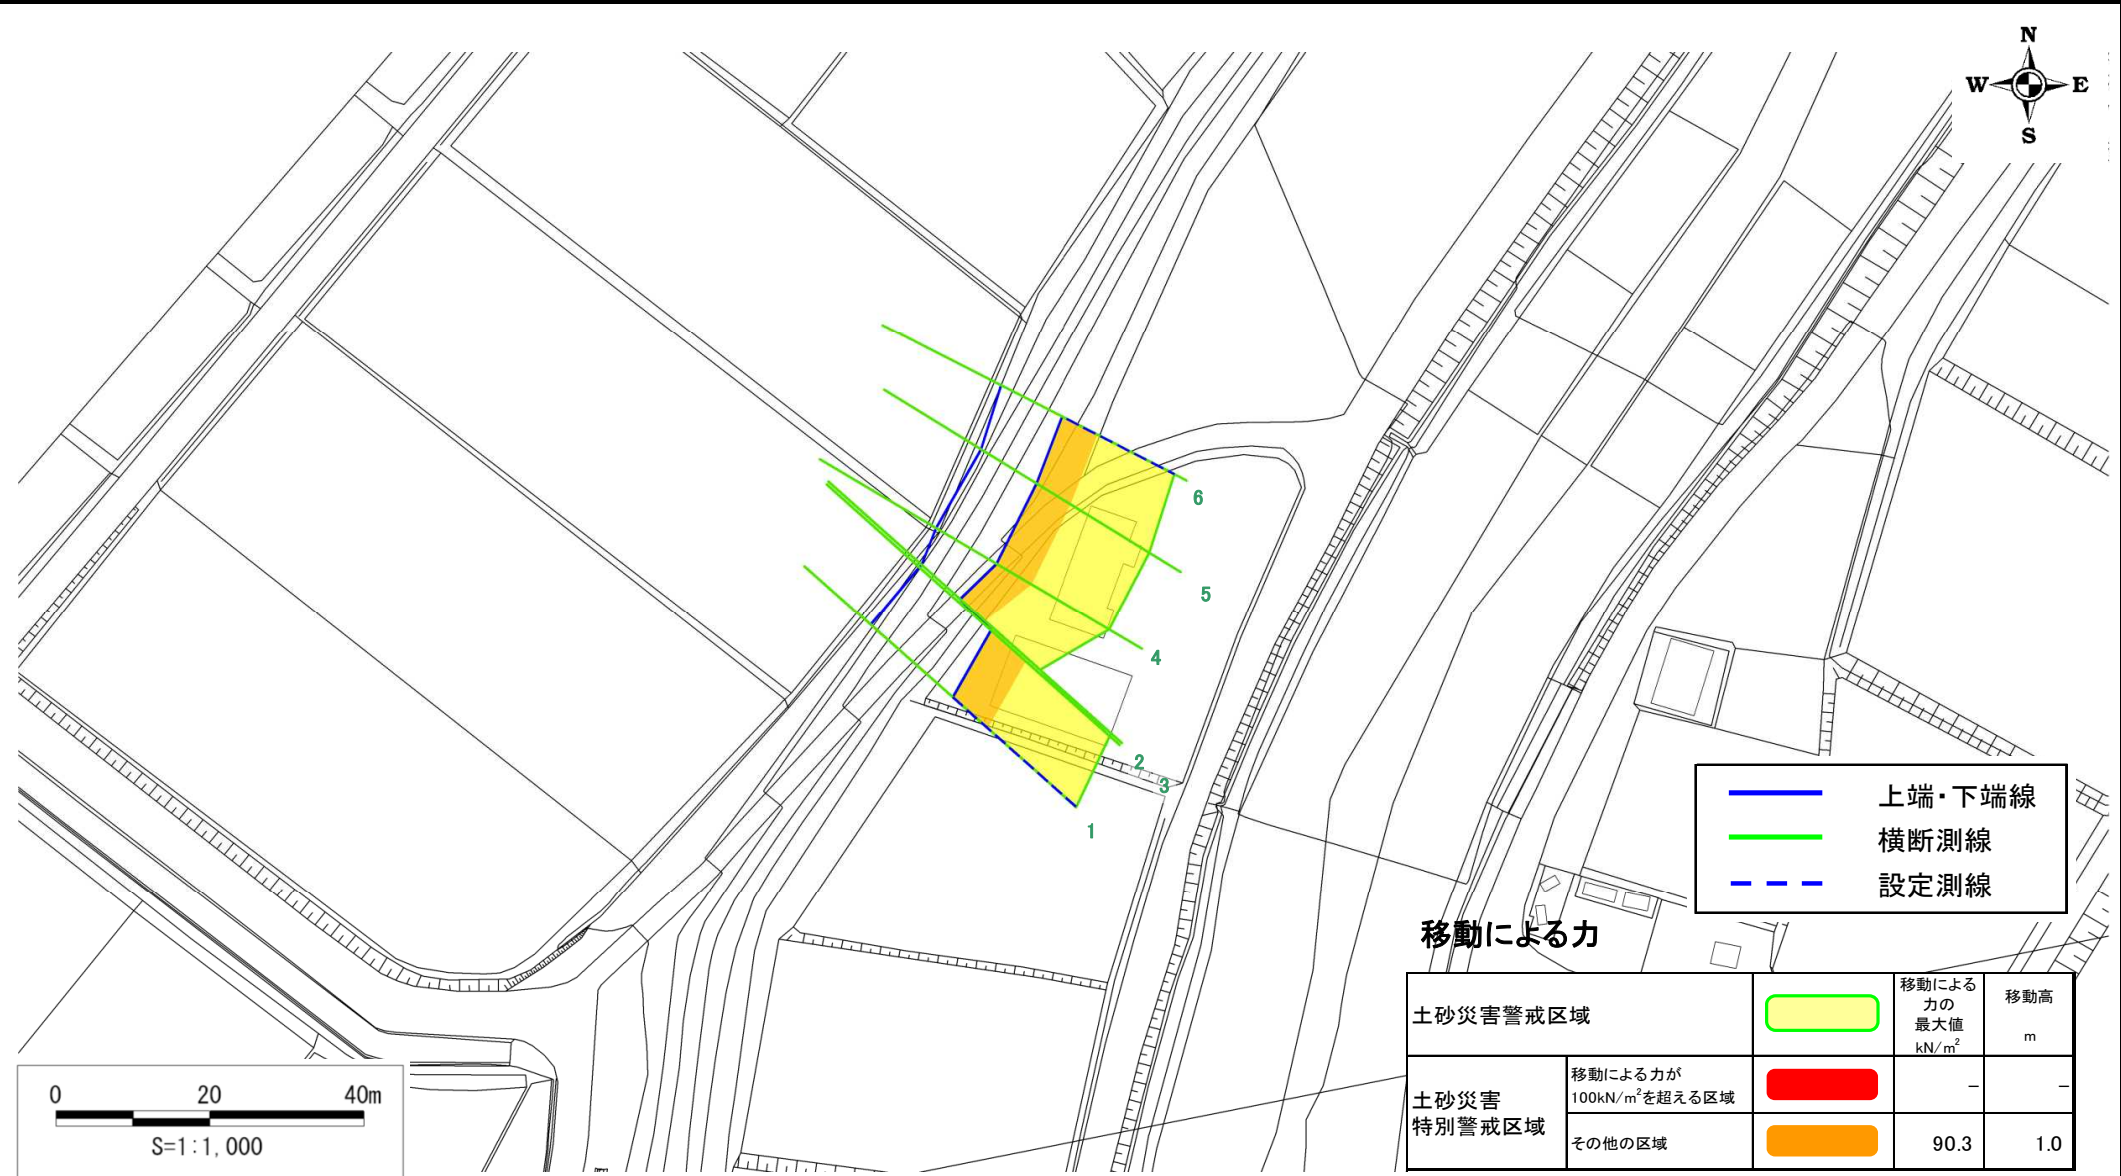 N
W E
S
6
5
4
2
3
1
上端・下端線
横断測線
設定測線
移動による力
土砂災害警戒区域
移動による
力の
最大値
kN/m²
移動高
m
土砂災害
特別警戒区域
移動による力が
100kN/m²を超える区域
－ －
その他の区域
90.3 1.0
0 20 40m
S=1:1,000